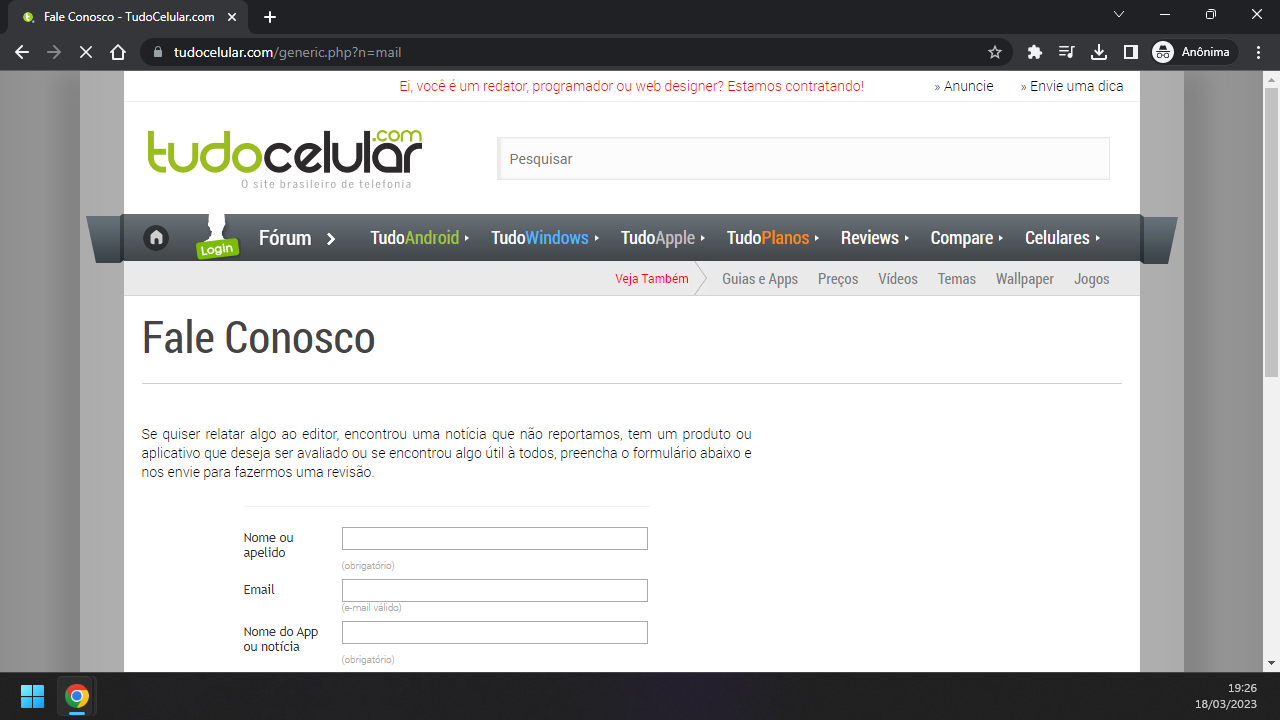 Fale Conosco - TudoCelular.com
tudocelular.com/generic.php?n=mail
Anônima
Ei, você é um redator, programador ou web designer? Estamos contratando!
» Anuncie
» Envie uma dica
tudocelular.com
O site brasileiro de telefonia
Pesquisar
Login
Fórum
TudoAndroid
TudoWindows
TudoApple
TudoPlanos
Reviews
Compare
Celulares
Veja Também
Guias e Apps
Preços
Vídeos
Temas
Wallpaper
Jogos
Fale Conosco
Se quiser relatar algo ao editor, encontrou uma notícia que não reportamos, tem um produto ou
aplicativo que deseja ser avaliado ou se encontrou algo útil à todos, preencha o formulário abaixo e
nos envie para fazermos uma revisão.
Nome ou
apelido
(obrigatório)
Email
(e-mail válido)
Nome do App
ou notícia
(obrigatório)
19:26
18/03/2023